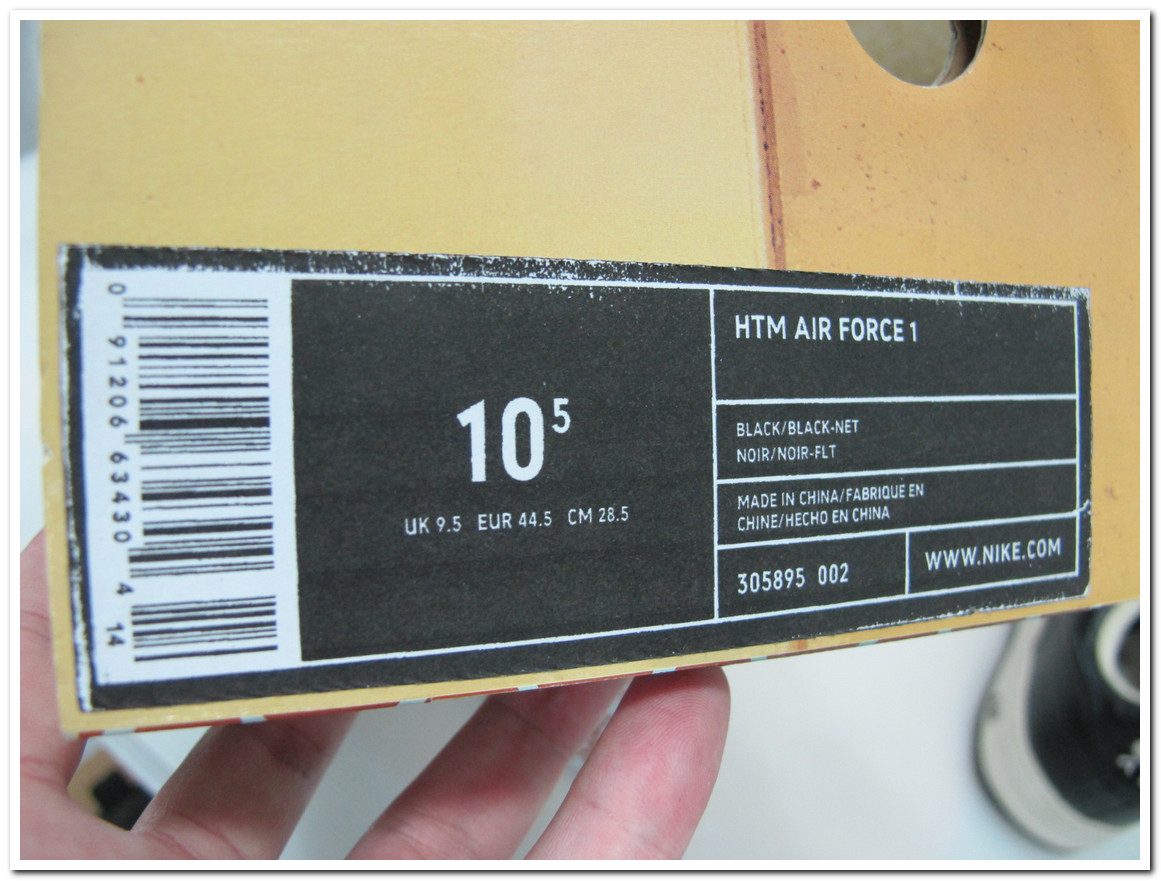 0 91206 63430 4 14
10⁵
UK 9.5 EUR 44.5 CM 28.5
HTM AIR FORCE 1
BLACK/BLACK-NET
NOIR/NOIR-FLT
MADE IN CHINA/FABRIQUE EN
CHINE/HECHO EN CHINA
305895 002
WWW.NIKE.COM